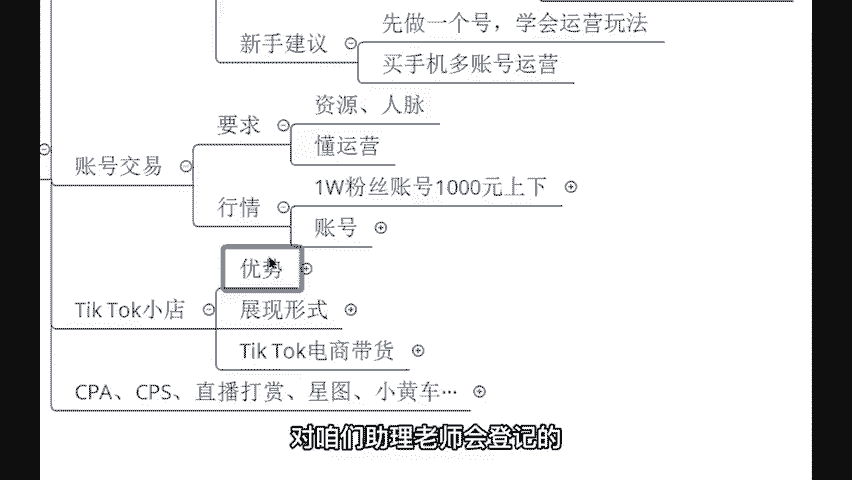 先做一个号，学会运营玩法
新手建议
买手机多账号运营
资源、人脉
要求
懂运营
账号交易
1W粉丝账号1000元上下
行情
账号
优势
Tik Tok小店
展现形式
Tik Tok电商带货
CPA、CPS、直播打赏、星图、小黄车…
对咱们助理老师会登记的